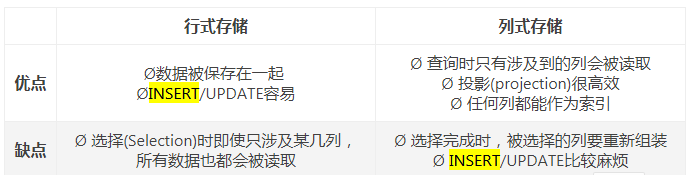 行式存储
列式存储
优点
Ø数据被保存在一起
ØINSERT/UPDATE容易
Ø 查询时只有涉及到的列会被读取
Ø 投影(projection)很高效
Ø 任何列都能作为索引
缺点
Ø 选择(Selection)时即使只涉及某几列，
所有数据也都会被读取
Ø 选择完成时，被选择的列要重新组装
Ø INSERT/UPDATE比较麻烦